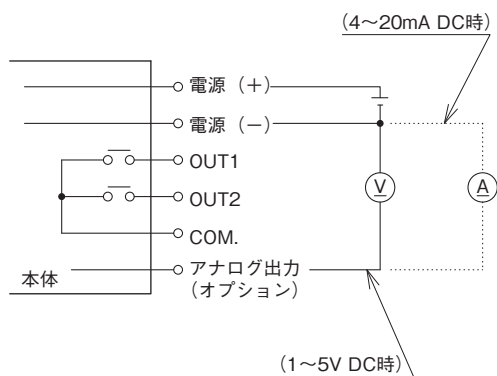 (4〜20mA DC時)
電源（＋）
電源（－）
OUT1
V
A
OUT2
COM.
アナログ出力
（オプション）
本体
(1〜5V DC時)